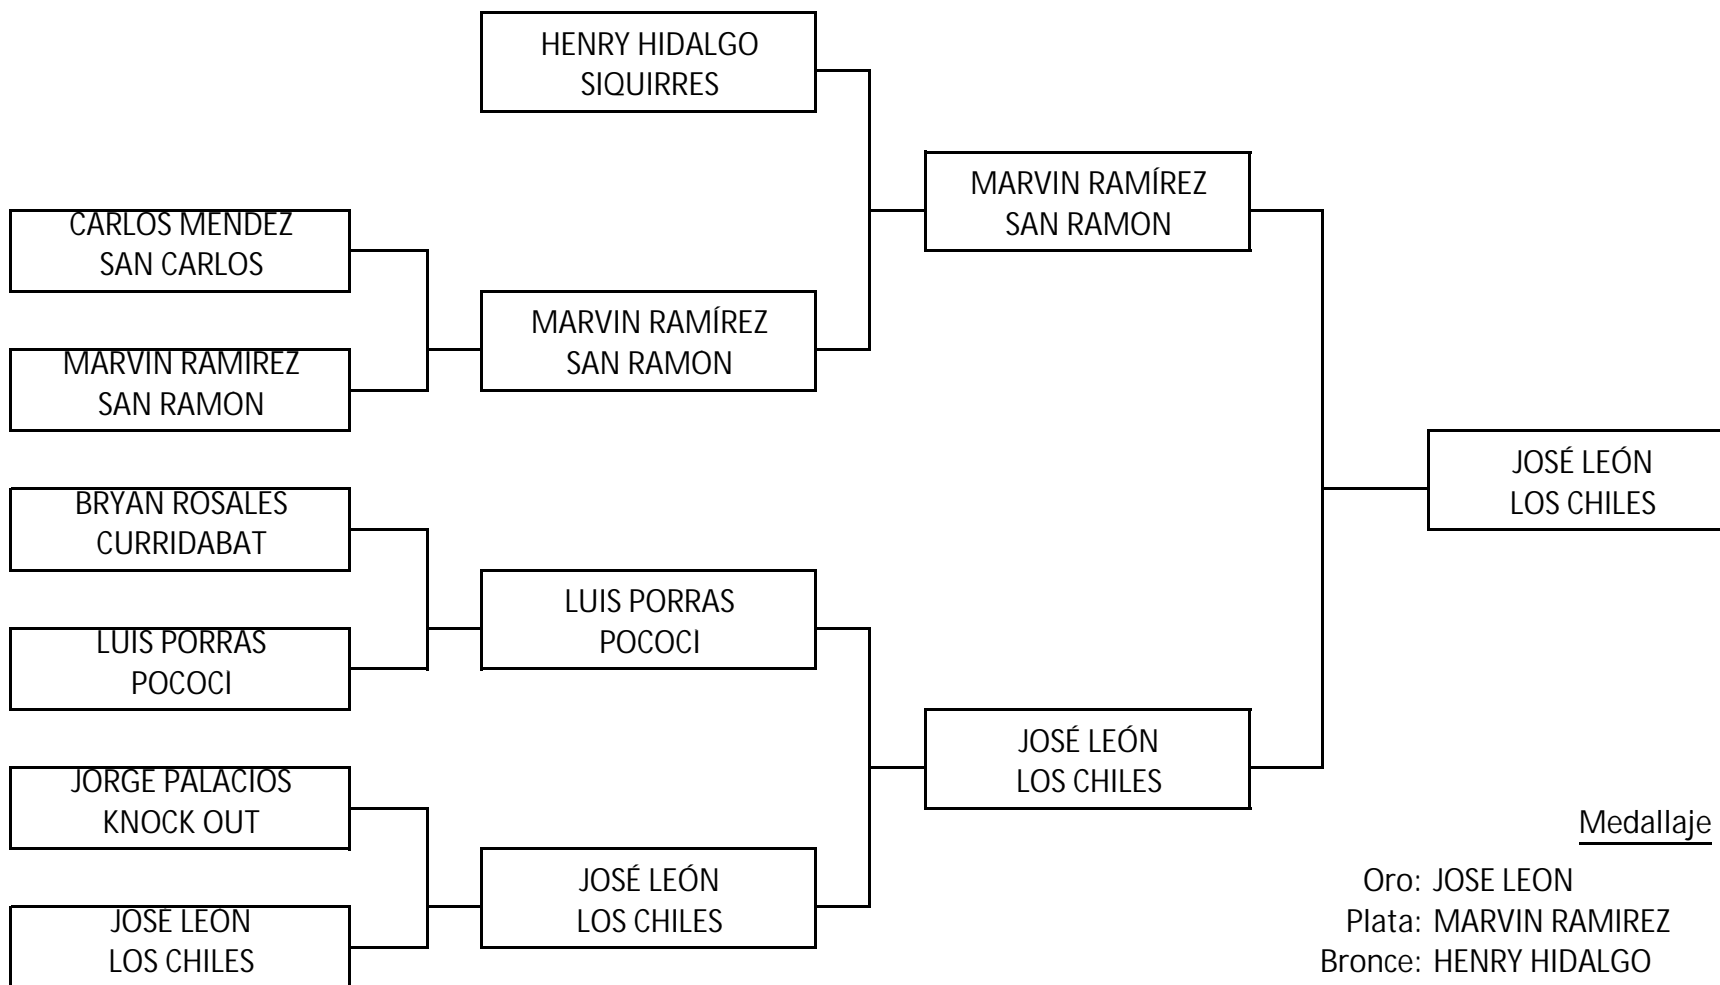 HENRY HIDALGO
SIQUIRRES
MARVIN RAMÍREZ
SAN RAMON
CARLOS MENDEZ
SAN CARLOS
MARVIN RAMÍREZ
SAN RAMON
MARVIN RAMIREZ
SAN RAMON
JOSÉ LEÓN
LOS CHILES
BRYAN ROSALES
CURRIDABAT
LUIS PORRAS
POCOCI
LUIS PORRAS
POCOCI
JOSÉ LEÓN
LOS CHILES
JORGE PALACIOS
KNOCK OUT
JOSÉ LEÓN
LOS CHILES
JOSÉ LEÓN
LOS CHILES
Medallaje
Oro: JOSE LEON
Plata: MARVIN RAMIREZ
Bronce: HENRY HIDALGO